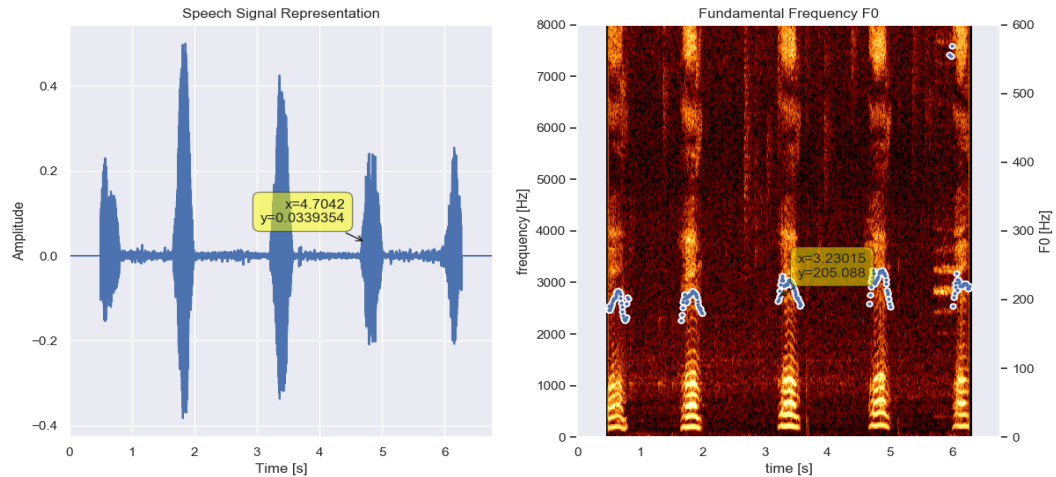 Speech Signal Representation
Amplitude
0.4
0.2
0.0
−0.2
−0.4
x=4.7042
y=0.0339354
0 1 2 3 4 5 6
Time [s]
Fundamental Frequency F0
frequency [Hz]
8000
7000
6000
5000
4000
3000
2000
1000
0
x=3.23015
y=205.088
0 1 2 3 4 5 6
time [s]
600
500
400
300
200
100
0
F0 [Hz]